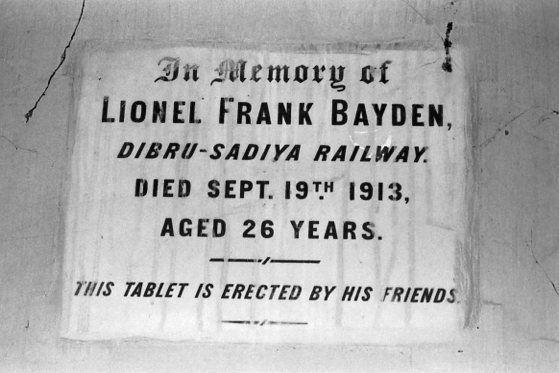 In Memory of
LIONEL FRANK BAYDEN,
DIBRU-SADIYA RAILWAY.
DIED SEPT. 19TH. 1913,
AGED 26 YEARS.
THIS TABLET IS ERECTED BY HIS FRIENDS.